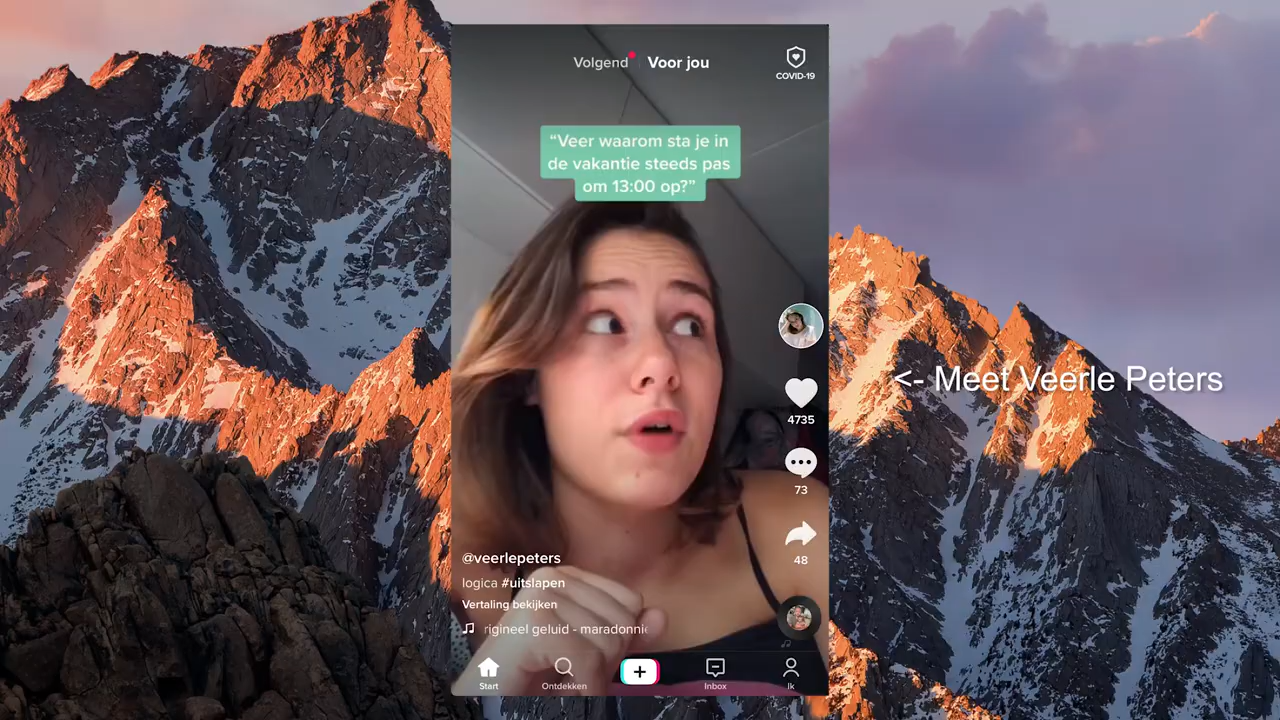 Volgend Voor jou
COVID-19
“Veer waarom sta je in
de vakantie steeds pas
om 13:00 op?”
<- Meet Veerle Peters
4735
73
48
@veerlepeters
logica #uitslapen
Vertaling bekijken
rigineel geluid - maradonnie
Start Ontdekken Inbox Ik